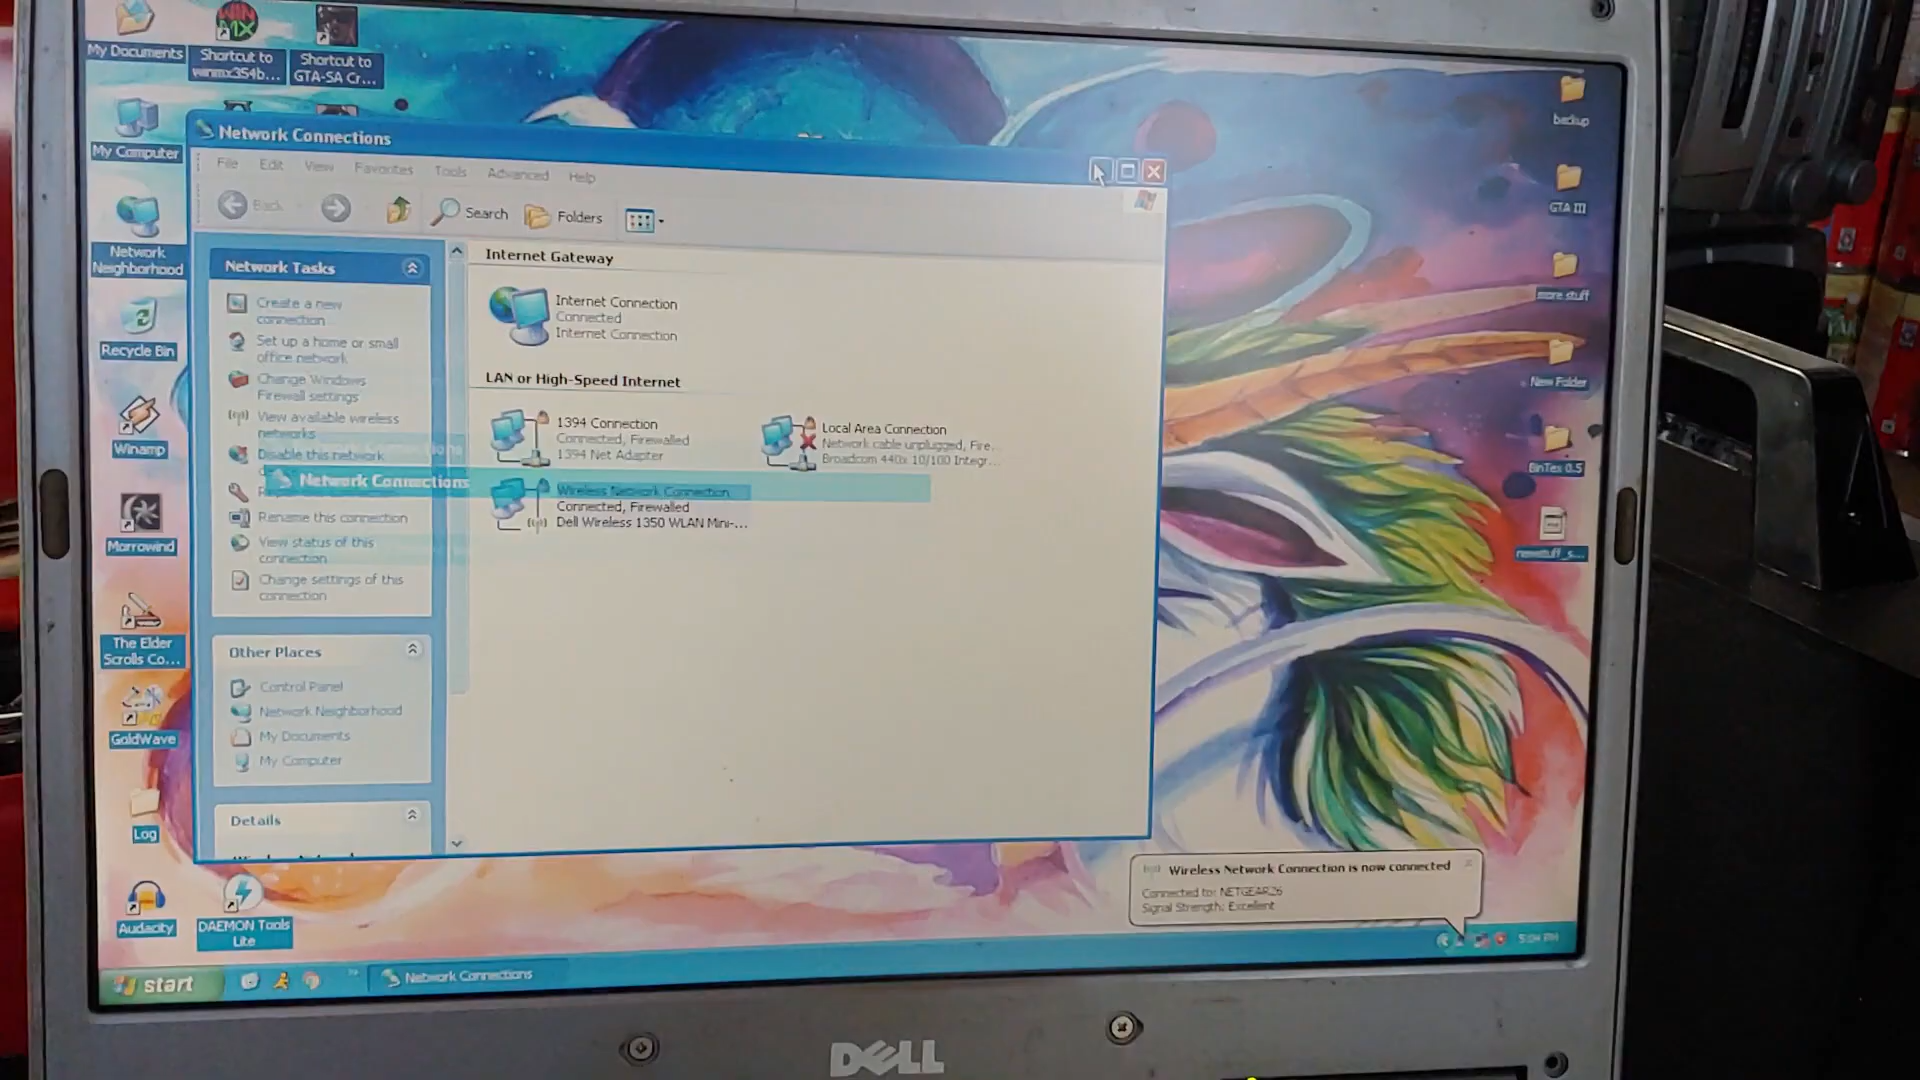 My Documents
Shortcut to
winmx354b...
Shortcut to
GTA-SA Cr...
My Computer
Network
Neighborhood
Recycle Bin
Winamp
Morrowind
The Elder
Scrolls Co...
GoldWave
Log
Audacity
DAEMON Tools
Lite
Network Connections
File Edit View Favorites Tools Advanced Help
Back
Search
Folders
Network Tasks
Create a new
connection
Set up a home or small
office network
Change Windows
Firewall settings
View available wireless
networks
Disable this network
Network Connections
Rename this connection
View status of this
connection
Change settings of this
connection
Other Places
Control Panel
Network Neighborhood
My Documents
My Computer
Details
Internet Gateway
Internet Connection
Connected
Internet Connection
LAN or High-Speed Internet
1394 Connection
Connected, Firewalled
1394 Net Adapter
Local Area Connection
Network cable unplugged, Fire...
Broadcom 440x 10/100 Integr...
Wireless Network Connection
Connected, Firewalled
Dell Wireless 1350 WLAN Mini-...
backup
GTA III
more stuff
New Folder
BinTex 0.5
newstuff_s...
Wireless Network Connection is now connected
Connected to: NETGEAR26
Signal Strength: Excellent
start
Network Connections
5:04 PM
DELL